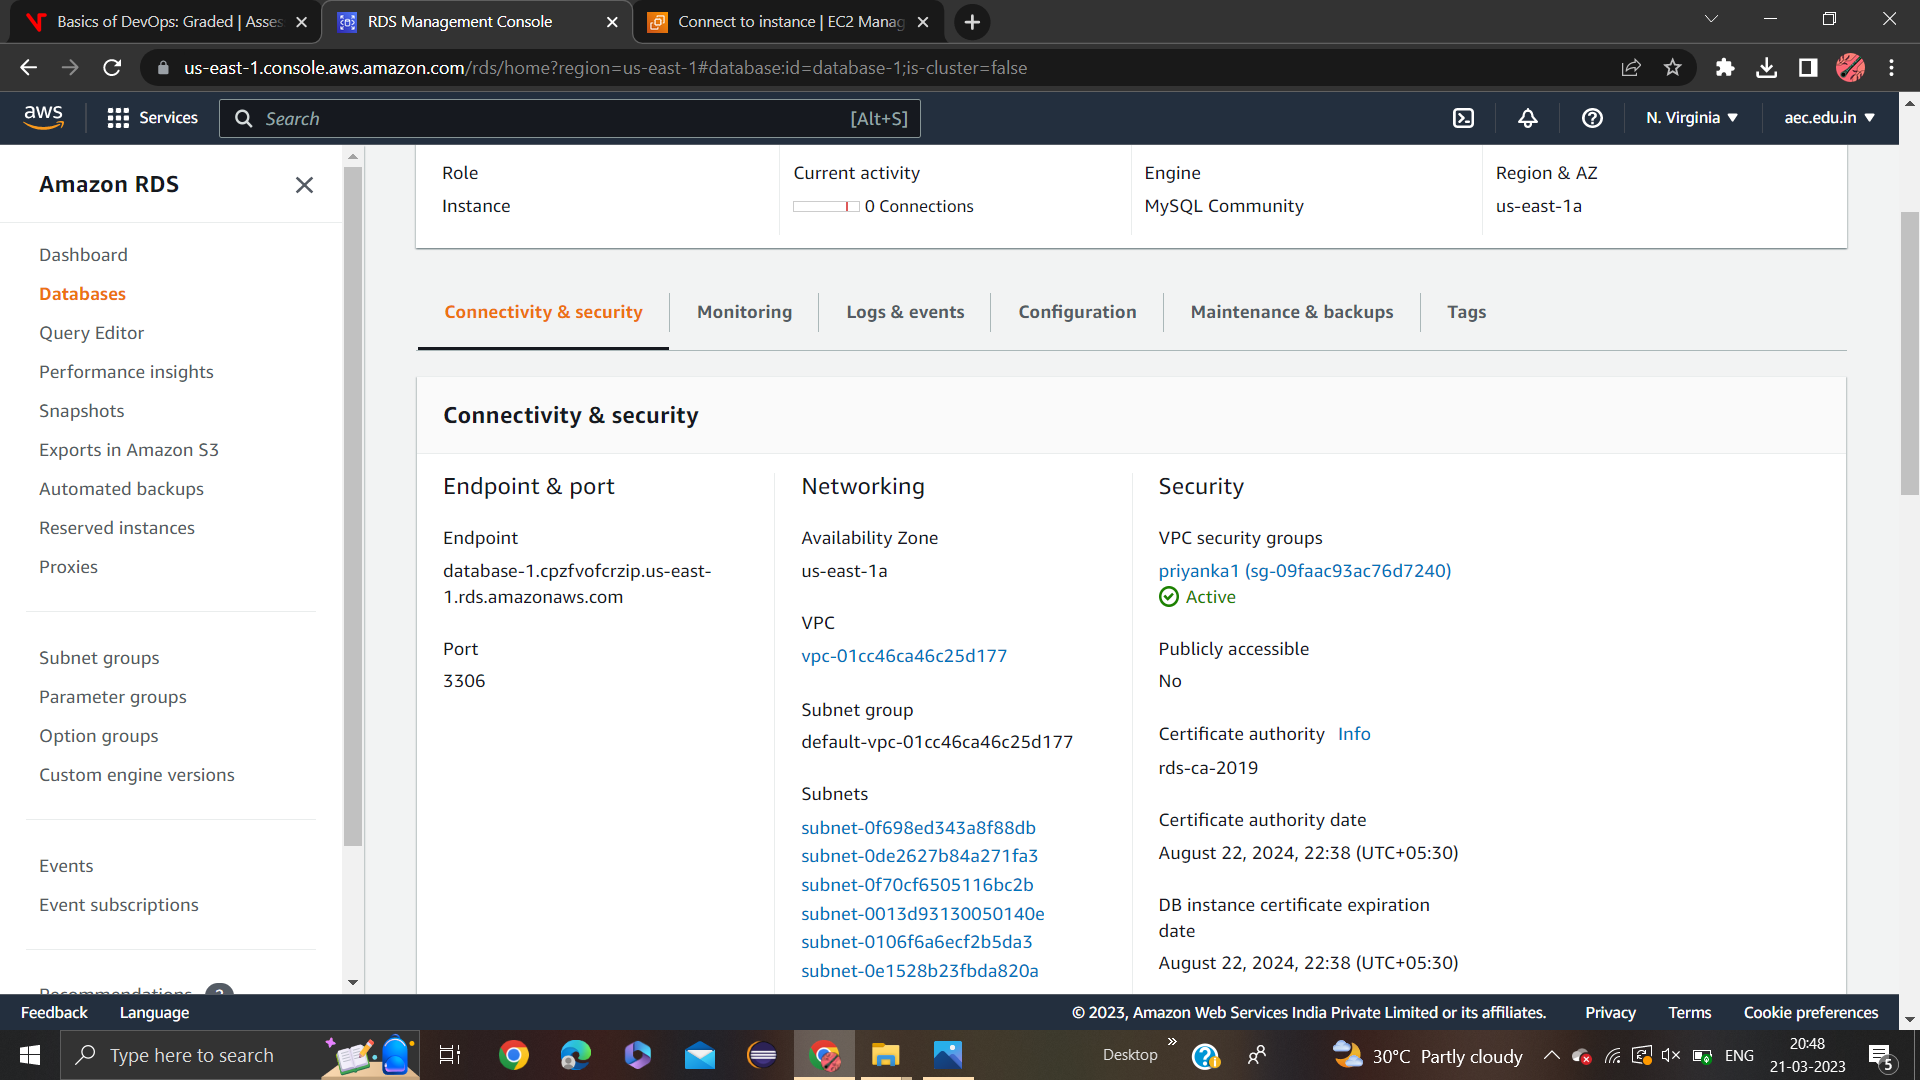 Basics of DevOps: Graded | Asses
RDS Management Console
Connect to instance | EC2 Manag
us-east-1.console.aws.amazon.com/rds/home?region=us-east-1#database:id=database-1;is-cluster=false
aws
Services
Search
[Alt+S]
N. Virginia
aec.edu.in
Amazon RDS
Dashboard
Databases
Query Editor
Performance insights
Snapshots
Exports in Amazon S3
Automated backups
Reserved instances
Proxies
Subnet groups
Parameter groups
Option groups
Custom engine versions
Events
Event subscriptions
Recommendations
Role
Instance
Current activity
0 Connections
Engine
MySQL Community
Region & AZ
us-east-1a
Connectivity & security
Monitoring
Logs & events
Configuration
Maintenance & backups
Tags
Connectivity & security
Endpoint & port
Endpoint
database-1.cpzfvofcrzip.us-east-
1.rds.amazonaws.com
Port
3306
Networking
Availability Zone
us-east-1a
VPC
vpc-01cc46ca46c25d177
Subnet group
default-vpc-01cc46ca46c25d177
Subnets
subnet-0f698ed343a8f88db
subnet-0de2627b84a271fa3
subnet-0f70cf6505116bc2b
subnet-0013d93130050140e
subnet-0106f6a6ecf2b5da3
subnet-0e1528b23fbda820a
Security
VPC security groups
priyanka1 (sg-09faac93ac76d7240)
Active
Publicly accessible
No
Certificate authority Info
rds-ca-2019
Certificate authority date
August 22, 2024, 22:38 (UTC+05:30)
DB instance certificate expiration
date
August 22, 2024, 22:38 (UTC+05:30)
Feedback
Language
© 2023, Amazon Web Services India Private Limited or its affiliates.
Privacy
Terms
Cookie preferences
Type here to search
Desktop
30°C Partly cloudy
ENG
20:48
21-03-2023
5